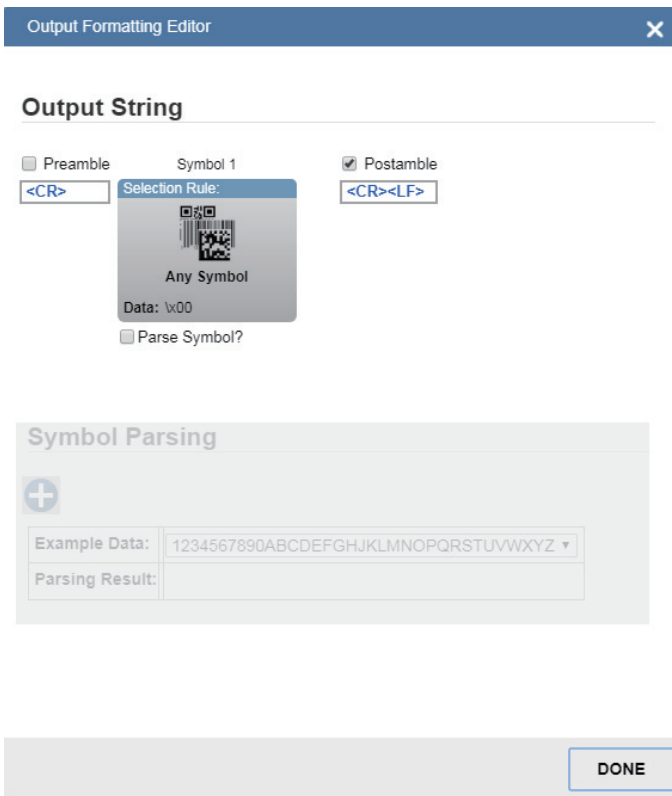 Output Formatting Editor
Output String
Preamble Symbol 1 Postamble
<CR> Selection Rule: <CR><LF>
Any Symbol
Data: \x00
Parse Symbol?
Symbol Parsing
Example Data: 1234567890ABCDEFGHJKLMNOPQRSTUVWXYZ
Parsing Result:
DONE